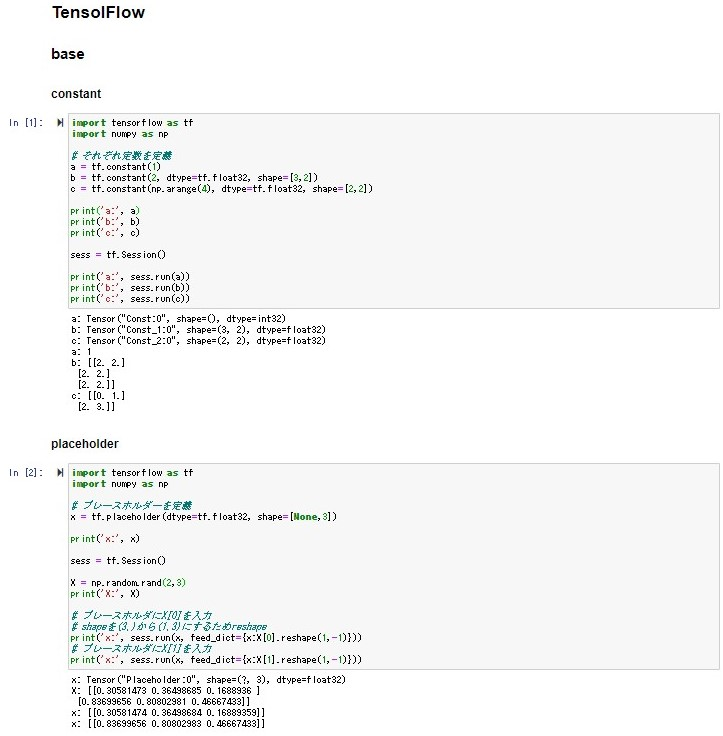 TensolFlow
base
constant
In [1]:
import tensorflow as tf
import numpy as np
# それぞれ定数を定義
a = tf.constant(1)
b = tf.constant(2, dtype=tf.float32, shape=[3,2])
c = tf.constant(np.arange(4), dtype=tf.float32, shape=[2,2])
print('a:', a)
print('b:', b)
print('c:', c)
sess = tf.Session()
print('a:', sess.run(a))
print('b:', sess.run(b))
print('c:', sess.run(c))
a: Tensor("Const:0", shape=(), dtype=int32)
b: Tensor("Const_1:0", shape=(3, 2), dtype=float32)
c: Tensor("Const_2:0", shape=(2, 2), dtype=float32)
a: 1
b: [[2. 2.]
 [2. 2.]
 [2. 2.]]
c: [[0. 1.]
 [2. 3.]]
placeholder
In [2]:
import tensorflow as tf
import numpy as np
# プレースホルダーを定義
x = tf.placeholder(dtype=tf.float32, shape=[None,3])
print('x:', x)
sess = tf.Session()
X = np.random.rand(2,3)
print('X:', X)
# プレースホルダにX[0]を入力
# shapeを(3,)から(1,3)にするためreshape
print('x:', sess.run(x, feed_dict={x:X[0].reshape(1,-1)}))
# プレースホルダにX[1]を入力
print('x:', sess.run(x, feed_dict={x:X[1].reshape(1,-1)}))
x: Tensor("Placeholder:0", shape=(?, 3), dtype=float32)
X: [[0.30581473 0.36498685 0.1688936 ]
 [0.83699656 0.80802981 0.46667433]]
x: [[0.30581474 0.36498684 0.16889359]]
x: [[0.83699656 0.80802983 0.46667433]]